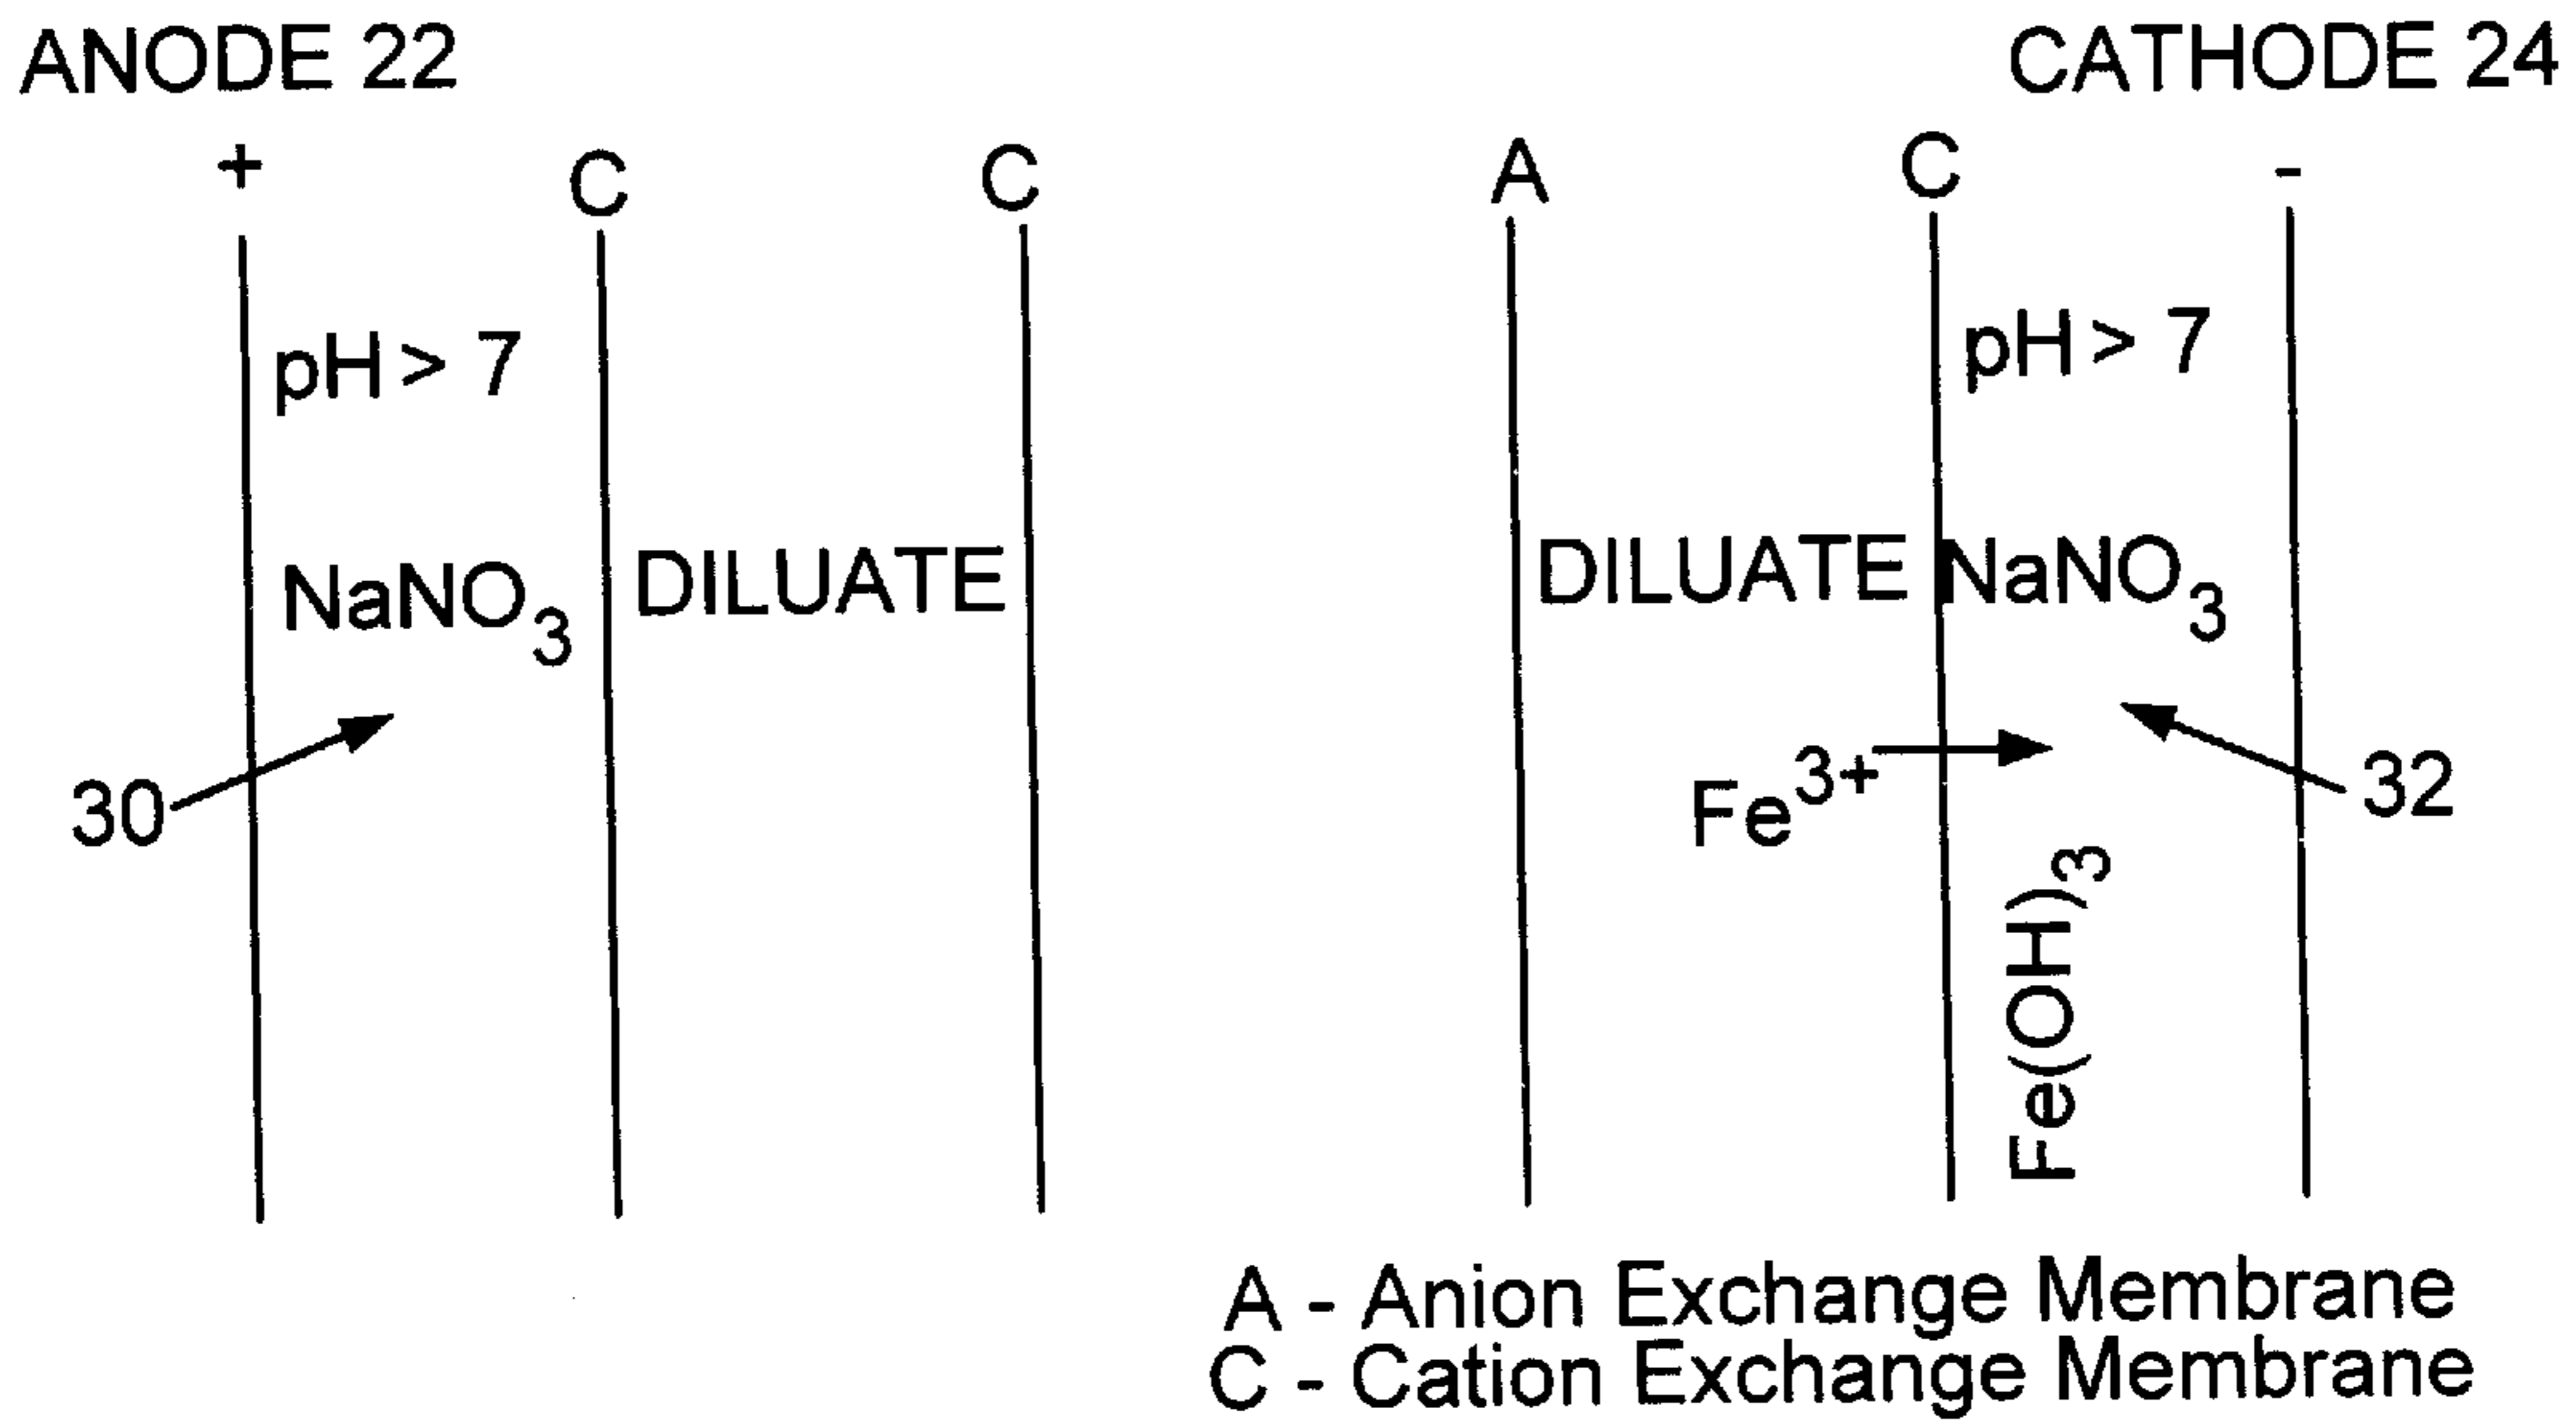 ANODE 22
CATHODE 24
+
C
C
A
C
-
pH > 7
pH > 7
NaNO3
DILUATE
DILUATE
NaNO3
30
Fe3+
32
Fe(OH)3
A - Anion Exchange Membrane
C - Cation Exchange Membrane